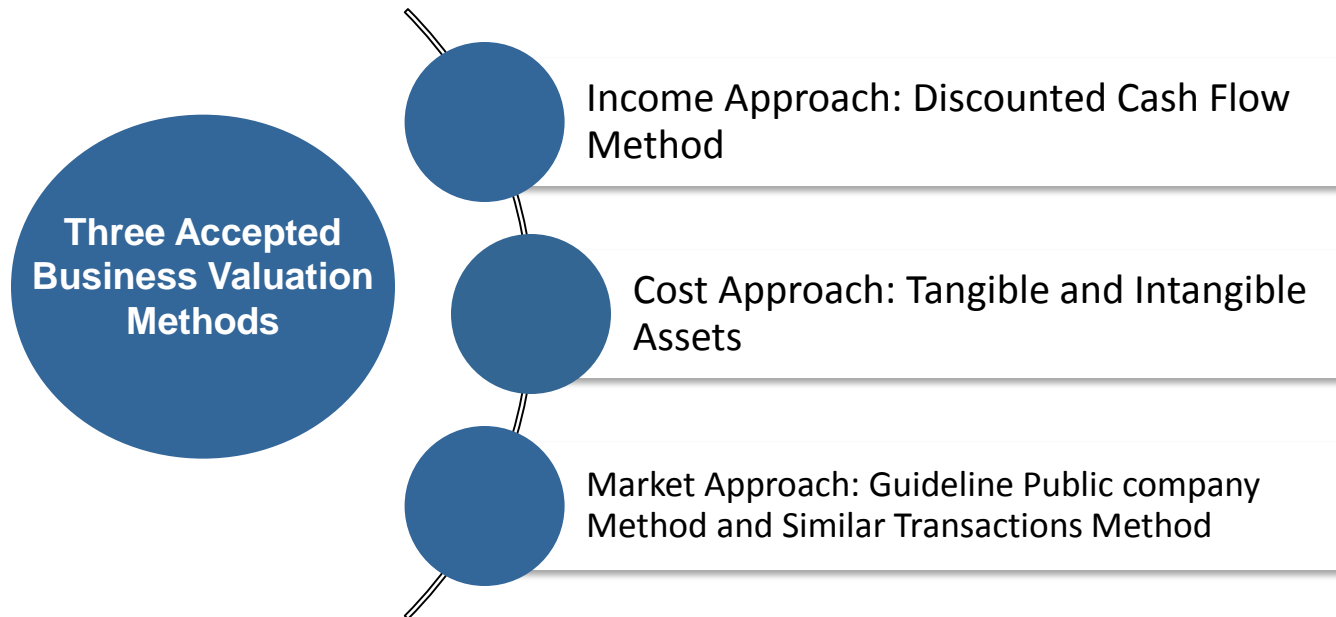 Three Accepted
Business Valuation
Methods
Income Approach: Discounted Cash Flow
Method
Cost Approach: Tangible and Intangible
Assets
Market Approach: Guideline Public company
Method and Similar Transactions Method